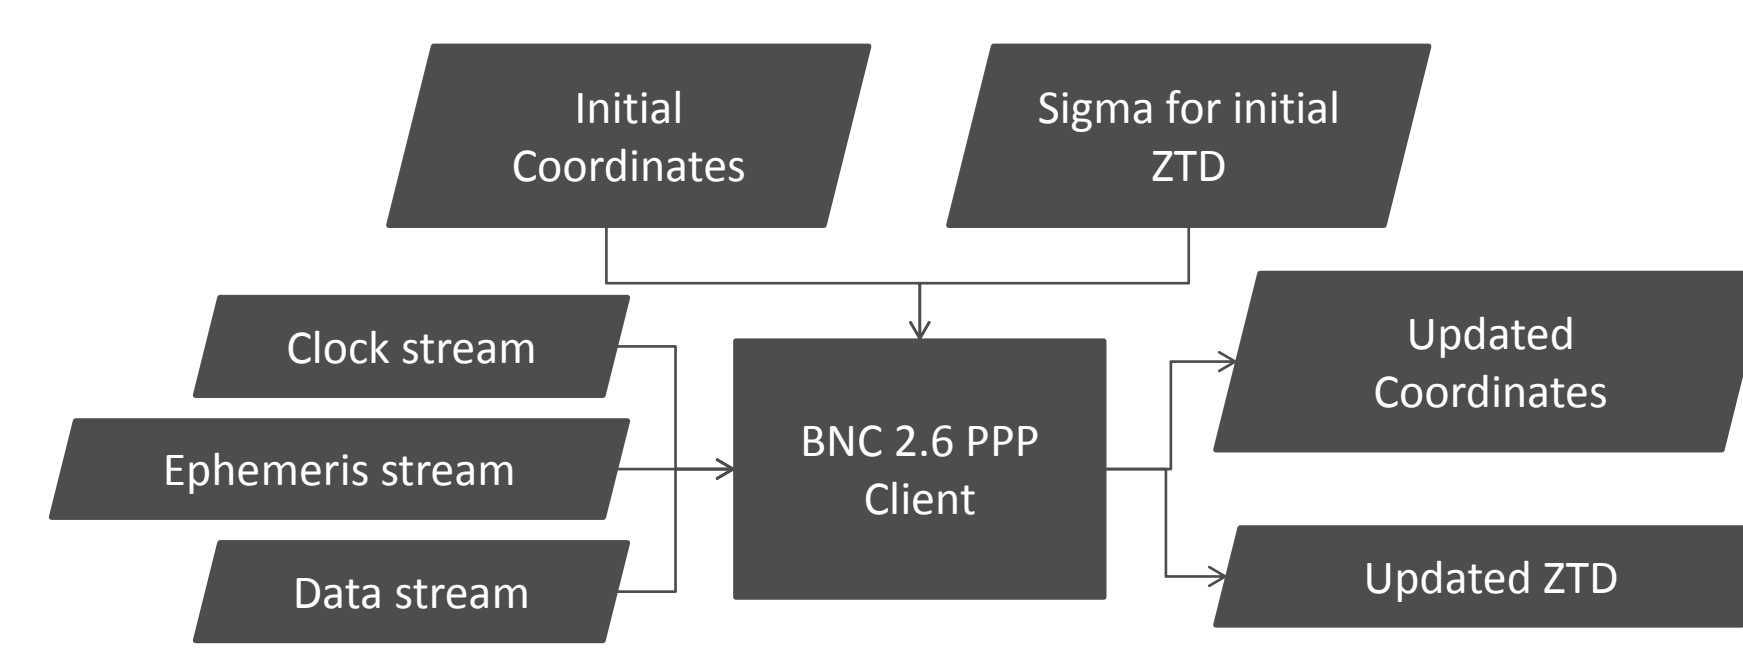 Initial
Coordinates
Sigma for initial
ZTD
Clock stream
Ephemeris stream
Data stream
BNC 2.6 PPP
Client
Updated
Coordinates
Updated ZTD